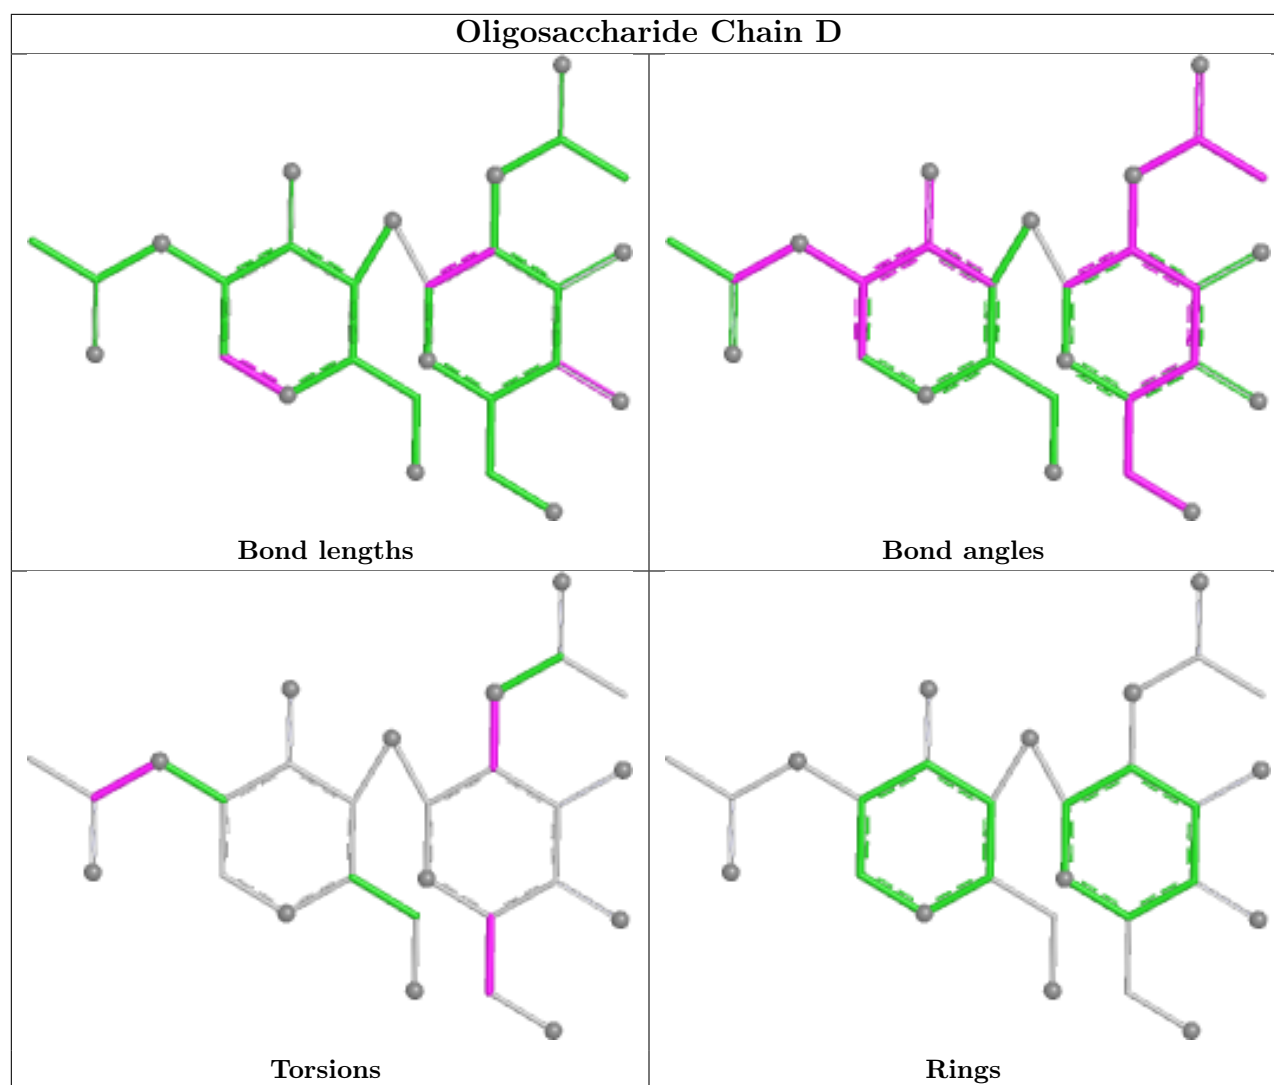 Oligosaccharide Chain D
Bond lengths
Bond angles
Torsions
Rings